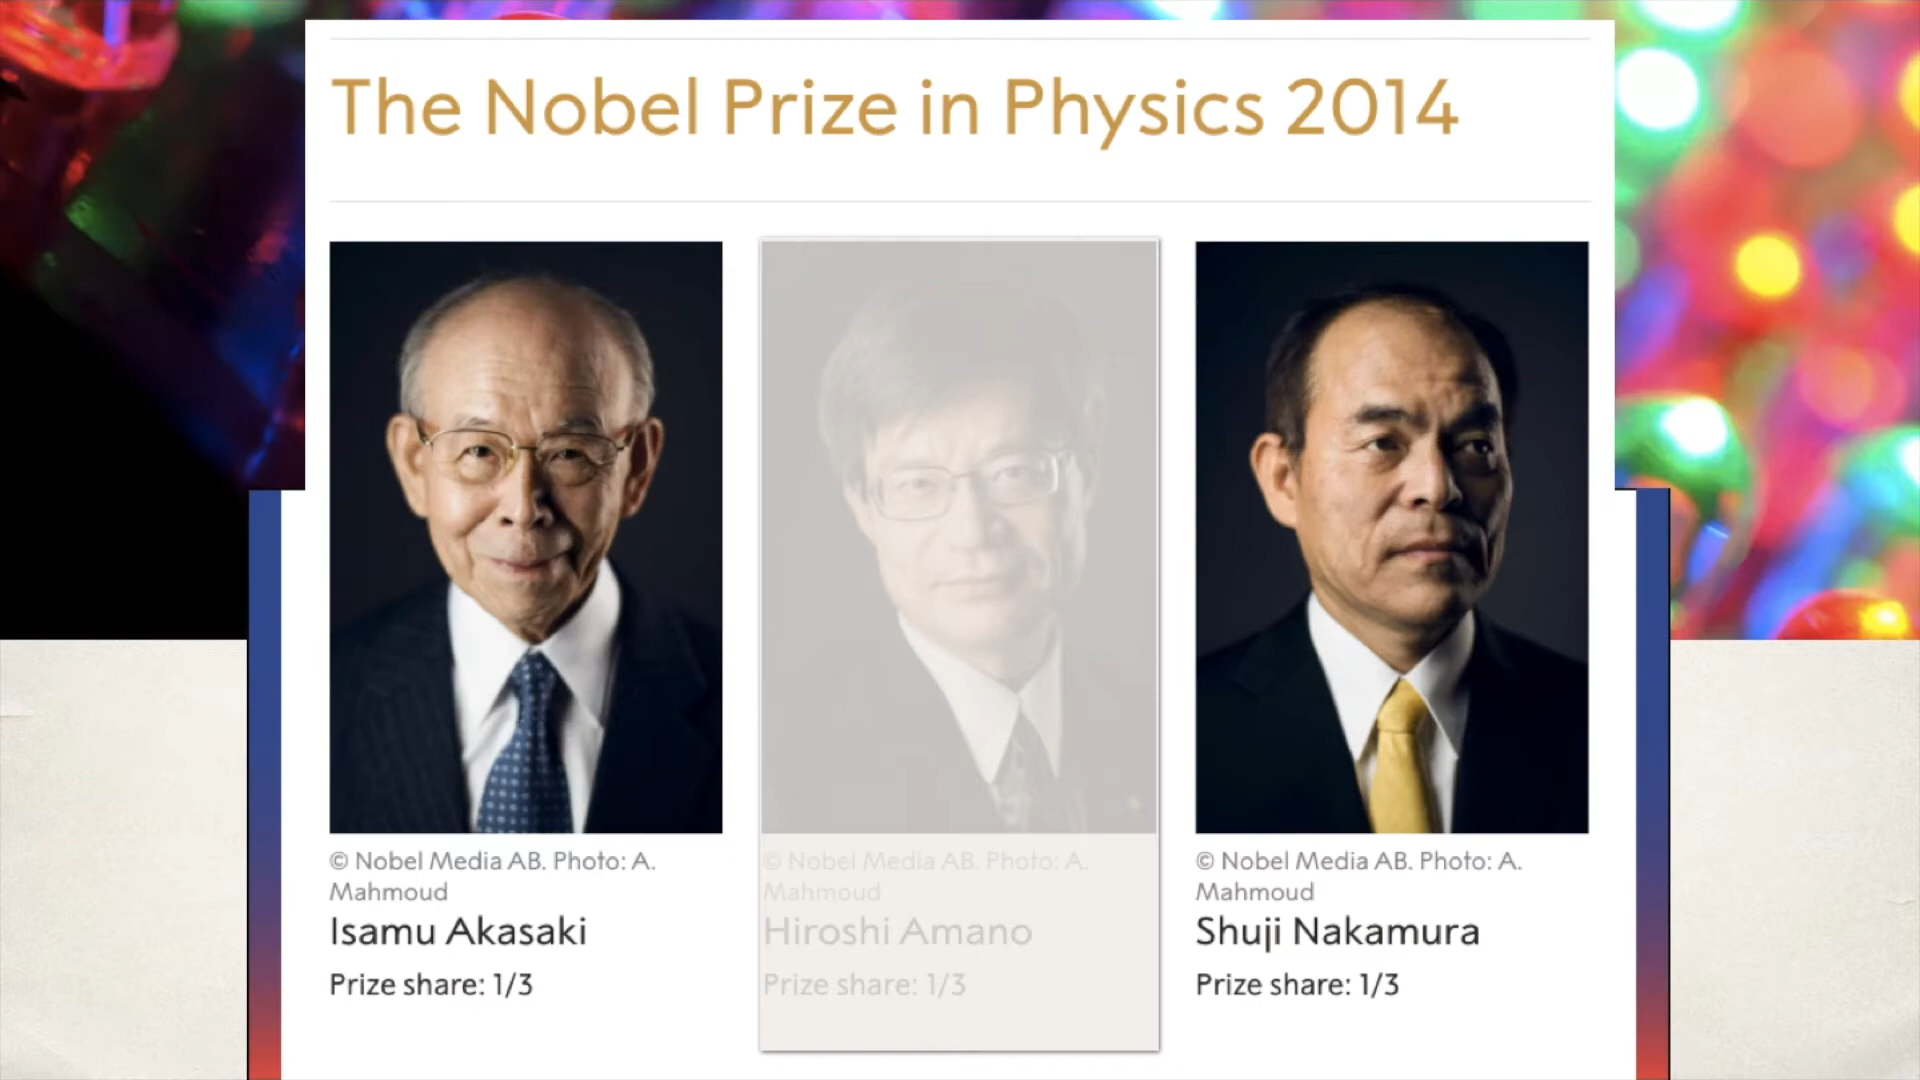 The Nobel Prize in Physics 2014
© Nobel Media AB. Photo: A.
Mahmoud
Isamu Akasaki
Prize share: 1/3
© Nobel Media AB. Photo: A.
Mahmoud
Hiroshi Amano
Prize share: 1/3
© Nobel Media AB. Photo: A.
Mahmoud
Shuji Nakamura
Prize share: 1/3